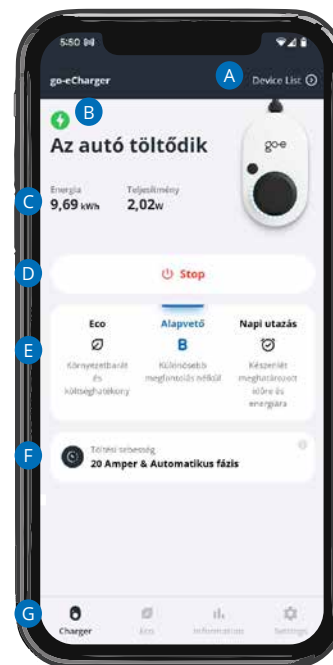 5:50
go-eCharger
A
Device List
B
Az autó töltődik
go-e
C
Energia
Teljesítmény
9,69 kWh
2,02w
D
Stop
E
Eco
Alapvető
Napi utazás
B
Környezetbarát
és
költséghatékony
Különösebb
megfontolás nélkül
Készenlét
meghatározott
időre és
energiára
F
Töltési sebesség
20 Amper & Automatikus fázis
G
Charger
Eco
Information
Settings